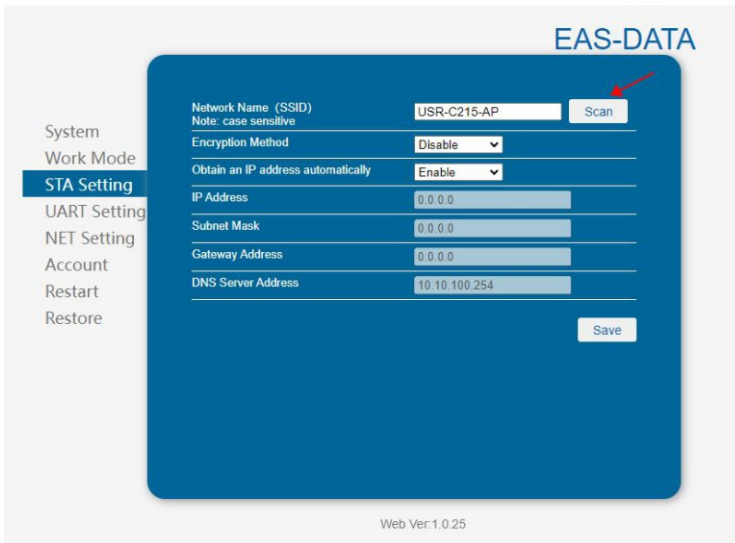 EAS-DATA
System
Work Mode
STA Setting
UART Setting
NET Setting
Account
Restart
Restore
Network Name (SSID)
Note: case sensitive
USR-C215-AP
Scan
Encryption Method
Disable
Obtain an IP address automatically
Enable
IP Address
0.0.0.0
Subnet Mask
0.0.0.0
Gateway Address
0.0.0.0
DNS Server Address
10.10.100.254
Save
Web Ver:1.0.25